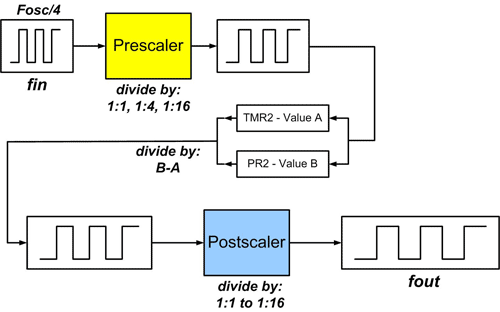 Fosc/4
Prescaler
fin
divide by:
1:1, 1:4, 1:16
TMR2 - Value A
divide by:
B-A
PR2 - Value B
Postscaler
divide by:
1:1 to 1:16
fout